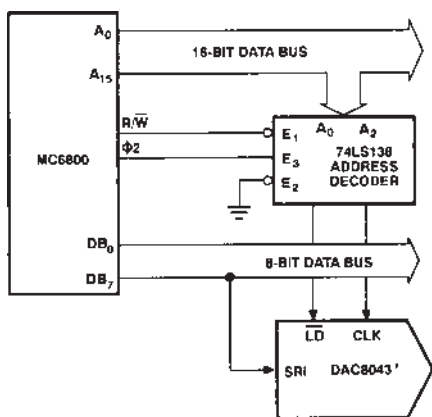 A0
16-BIT DATA BUS
A15
R/W̅
E1 A0 A2
MC6800
Φ2
E3 74LS138
ADDRESS
E2 DECODER
DB0
8-BIT DATA BUS
DB7
L̅D̅ CLK
SRI DAC8043*